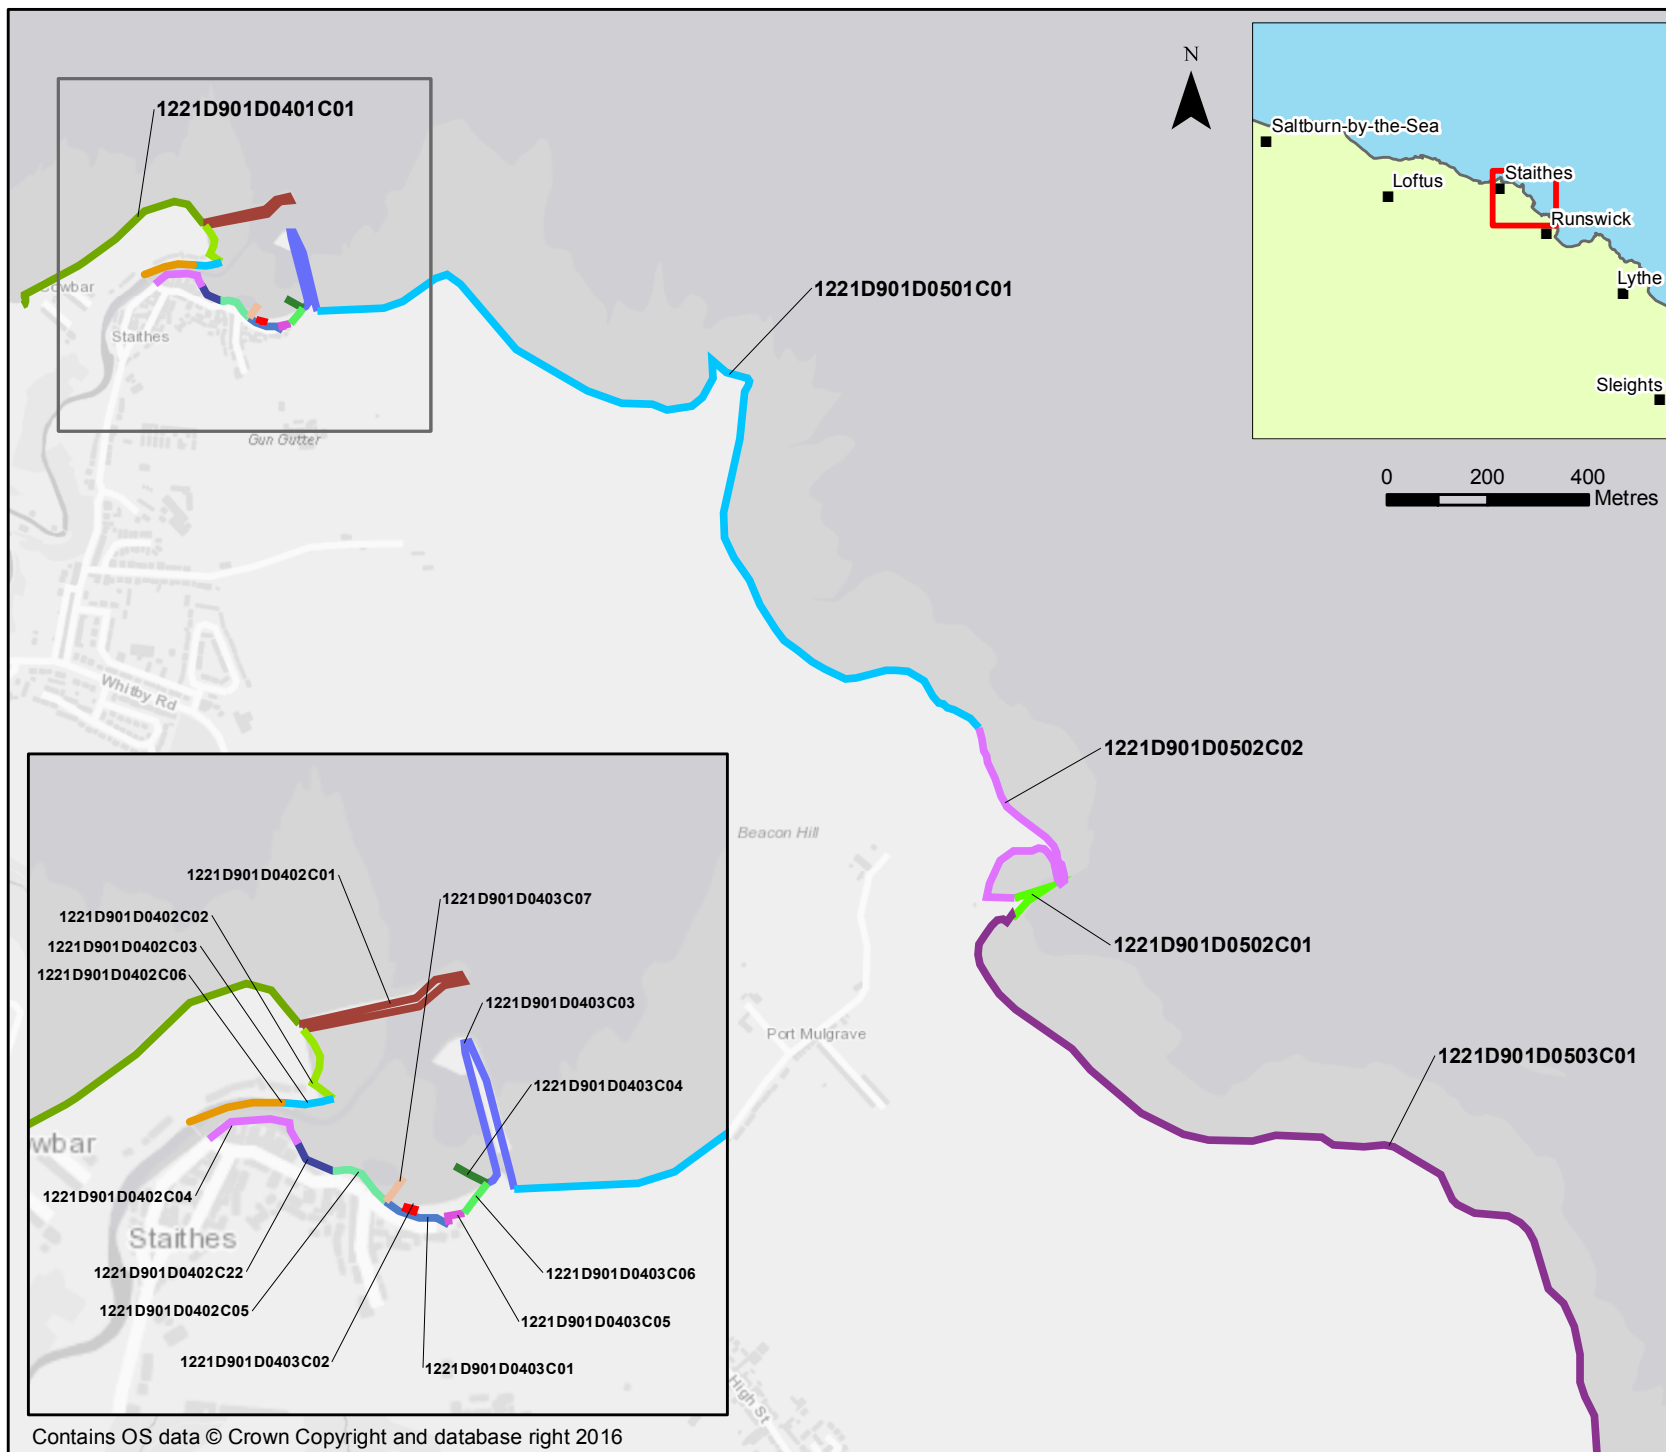 1221D901D0401C01
N
Saltburn-by-the-Sea
Loftus
Staithes
Runswick
Lythe
Sleights
0 200 400
Metres
1221D901D0501C01
Cowbar
Staithes
Gun Gutter
Whitby Rd
1221D901D0502C02
Beacon Hill
1221D901D0502C01
Port Mulgrave
1221D901D0503C01
High St
1221D901D0402C01
1221D901D0403C07
1221D901D0402C02
1221D901D0402C03
1221D901D0402C06
1221D901D0403C03
1221D901D0403C04
wbar
1221D901D0402C04
Staithes
1221D901D0402C22
1221D901D0403C06
1221D901D0402C05
1221D901D0403C05
1221D901D0403C02
1221D901D0403C01
Contains OS data © Crown Copyright and database right 2016